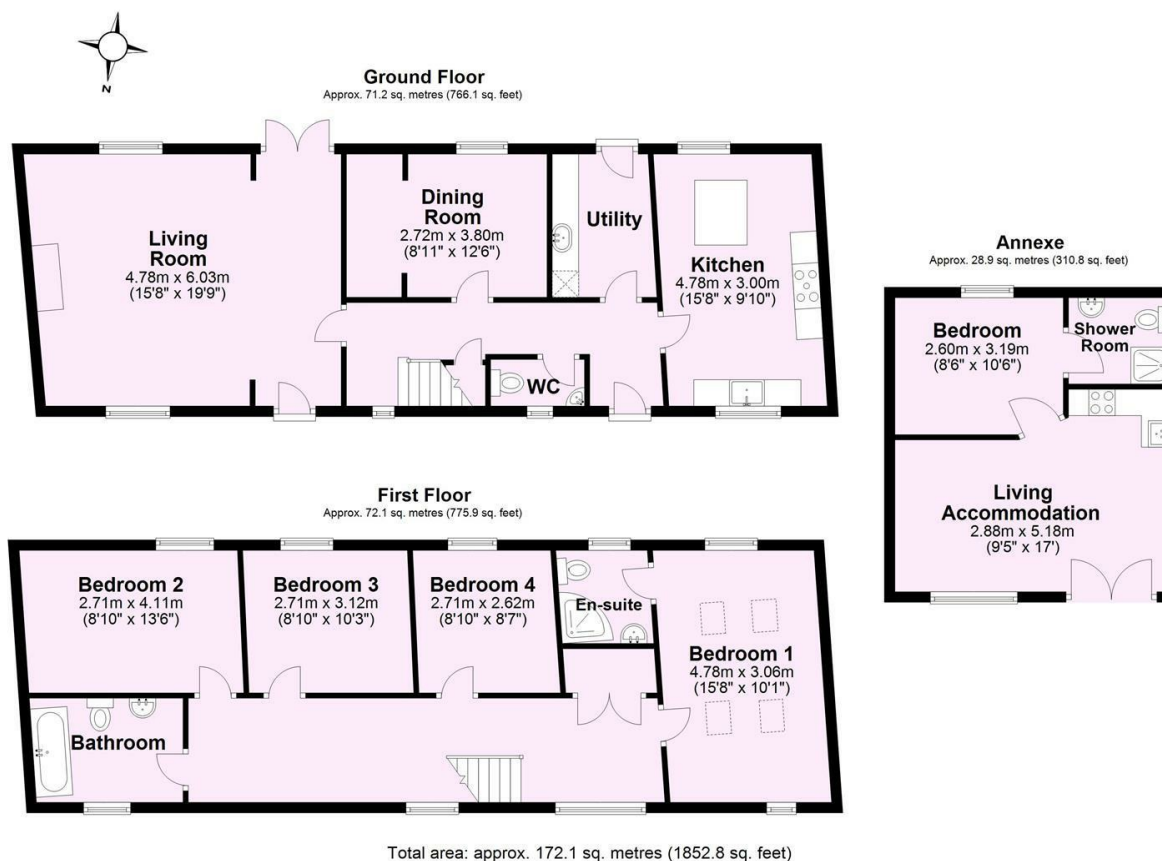 N
Ground Floor
Approx. 71.2 sq. metres (766.1 sq. feet)
Living
Room
4.78m x 6.03m
(15'8" x 19'9")
Dining
Room
2.72m x 3.80m
(8'11" x 12'6")
Utility
Kitchen
4.78m x 3.00m
(15'8" x 9'10")
WC
Annexe
Approx. 28.9 sq. metres (310.8 sq. feet)
Bedroom
2.60m x 3.19m
(8'6" x 10'6")
Shower
Room
Living
Accommodation
2.88m x 5.18m
(9'5" x 17')
First Floor
Approx. 72.1 sq. metres (775.9 sq. feet)
Bedroom 2
2.71m x 4.11m
(8'10" x 13'6")
Bedroom 3
2.71m x 3.12m
(8'10" x 10'3")
Bedroom 4
2.71m x 2.62m
(8'10" x 8'7")
En-suite
Bedroom 1
4.78m x 3.06m
(15'8" x 10'1")
Bathroom
Total area: approx. 172.1 sq. metres (1852.8 sq. feet)